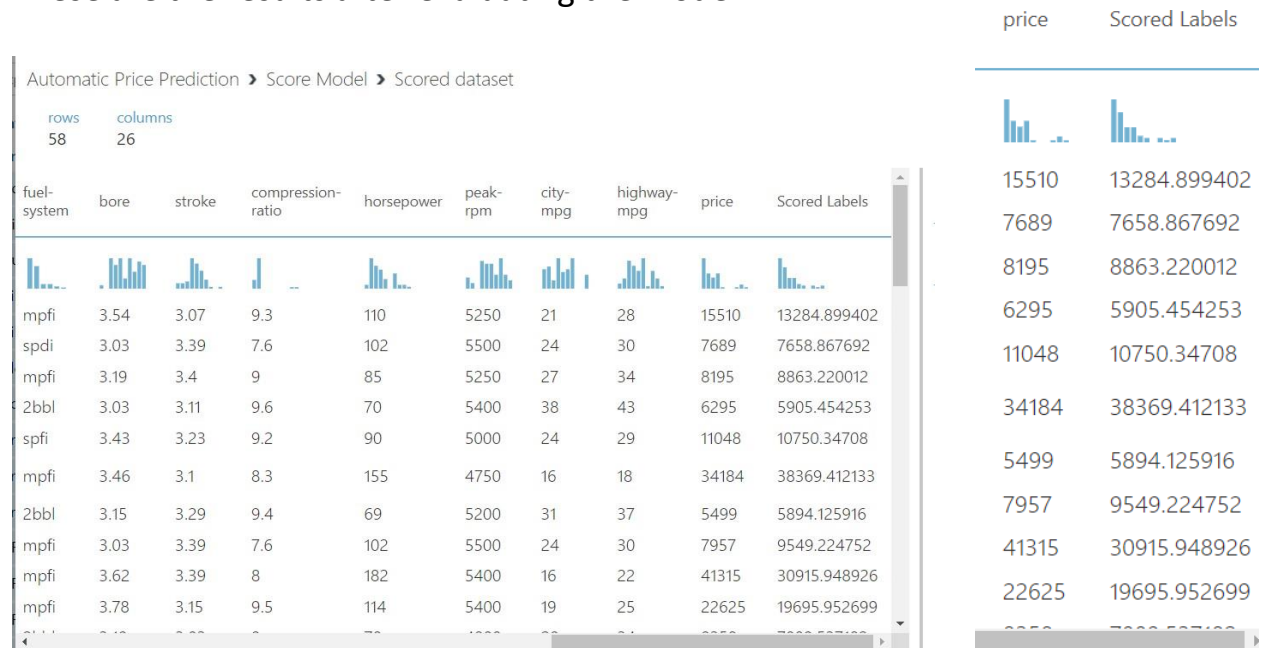 price Scored Labels
Automatic Price Prediction > Score Model > Scored dataset
rows columns
58 26
fuel-system bore stroke compression-ratio horsepower peak-rpm city-mpg highway-mpg price Scored Labels
mpfi 3.54 3.07 9.3 110 5250 21 28 15510 13284.899402
spdi 3.03 3.39 7.6 102 5500 24 30 7689 7658.867692
mpfi 3.19 3.4 9 85 5250 27 34 8195 8863.220012
2bbl 3.03 3.11 9.6 70 5400 38 43 6295 5905.454253
spfi 3.43 3.23 9.2 90 5000 24 29 11048 10750.34708
mpfi 3.46 3.1 8.3 155 4750 16 18 34184 38369.412133
2bbl 3.15 3.29 9.4 69 5200 31 37 5499 5894.125916
mpfi 3.03 3.39 7.6 102 5500 24 30 7957 9549.224752
mpfi 3.62 3.39 8 182 5400 16 22 41315 30915.948926
mpfi 3.78 3.15 9.5 114 5400 19 25 22625 19695.952699
15510 13284.899402
7689 7658.867692
8195 8863.220012
6295 5905.454253
11048 10750.34708
34184 38369.412133
5499 5894.125916
7957 9549.224752
41315 30915.948926
22625 19695.952699